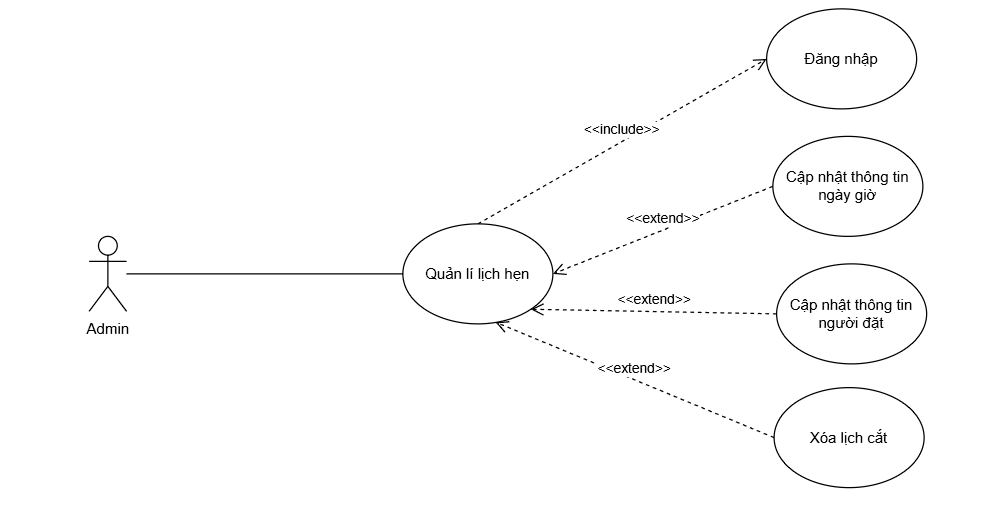 Đăng nhập
<<include>>
Cập nhật thông tin
ngày giờ
<<extend>>
Quản lí lịch hẹn
Admin
<<extend>>
Cập nhật thông tin
người đặt
<<extend>>
Xóa lịch cắt